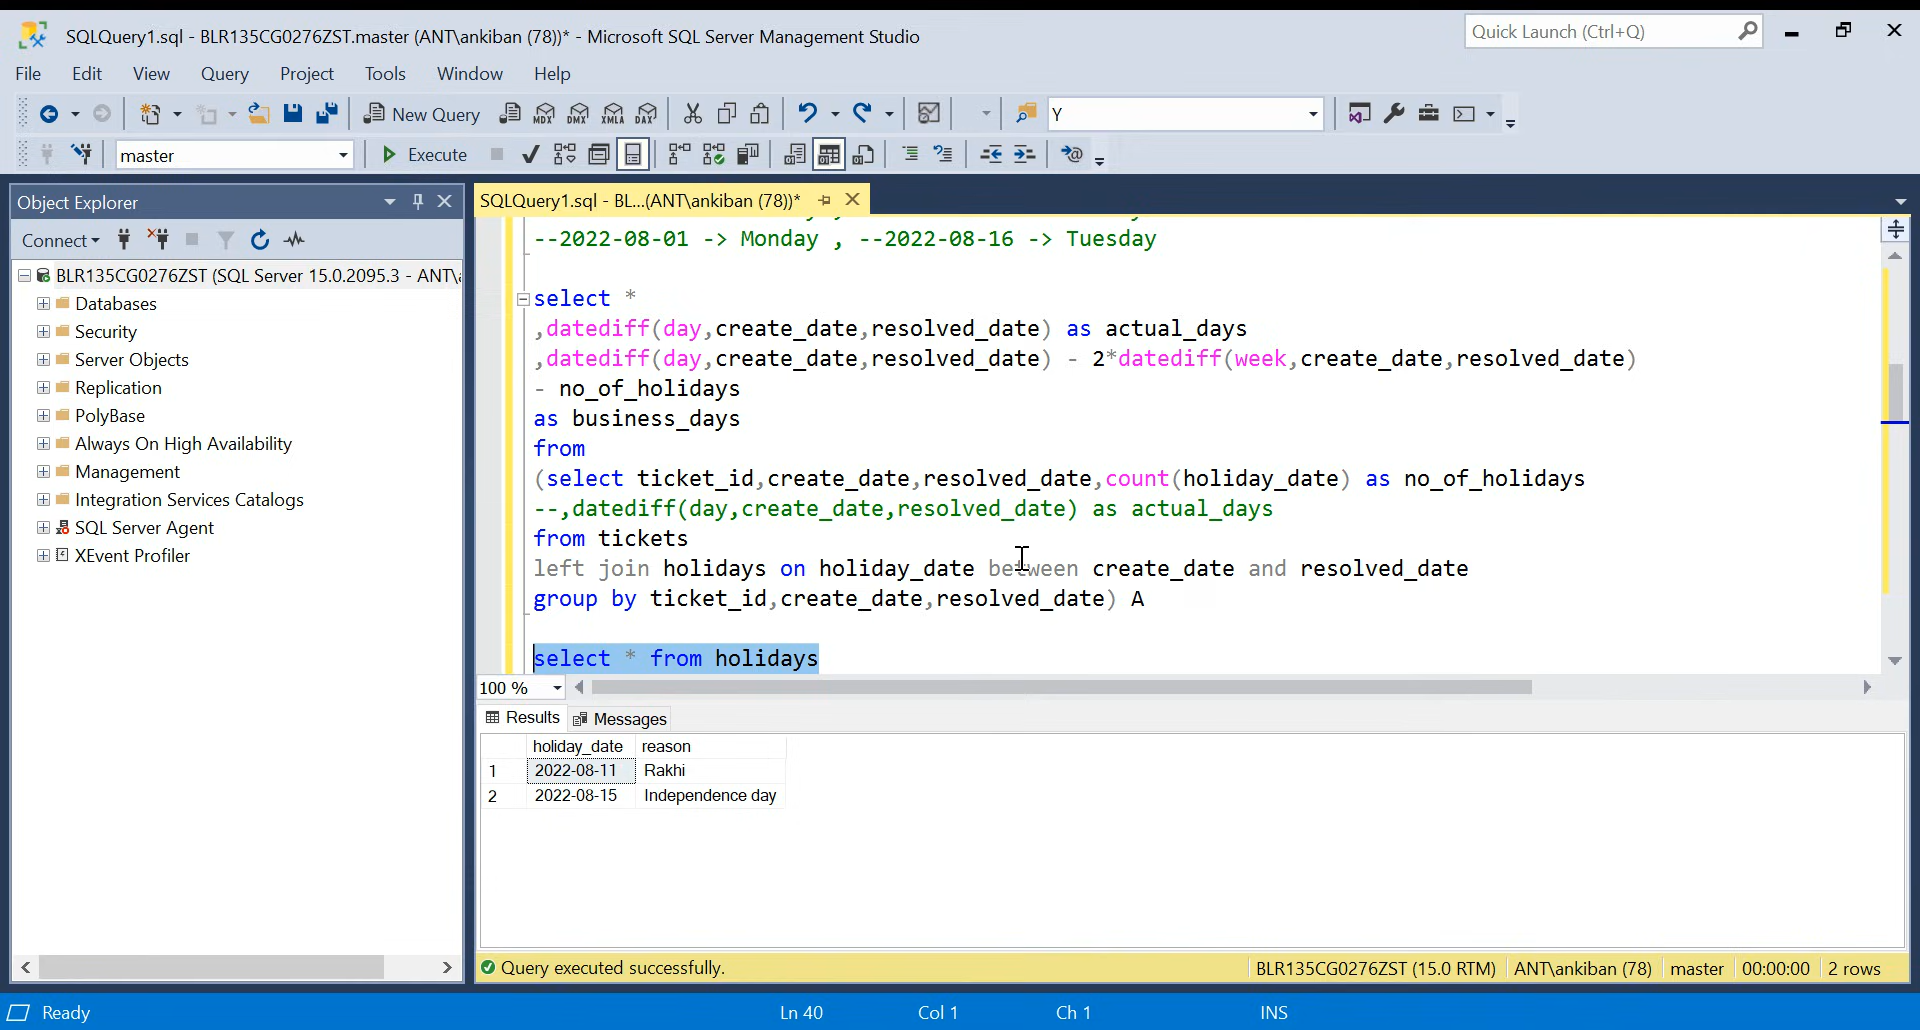 SQLQuery1.sql - BLR135CG0276ZST.master (ANT\ankiban (78))* - Microsoft SQL Server Management Studio
Quick Launch (Ctrl+Q)
File Edit View Query Project Tools Window Help
New Query
MDX DMX XMLA DAX
Y
master
Execute
Object Explorer
Connect
BLR135CG0276ZST (SQL Server 15.0.2095.3 - ANT\
Databases
Security
Server Objects
Replication
PolyBase
Always On High Availability
Management
Integration Services Catalogs
SQL Server Agent
XEvent Profiler
SQLQuery1.sql - BL...(ANT\ankiban (78))*
--2022-08-01 -> Monday , --2022-08-16 -> Tuesday
select *
,datediff(day,create_date,resolved_date) as actual_days
,datediff(day,create_date,resolved_date) - 2*datediff(week,create_date,resolved_date)
- no_of_holidays
as business_days
from
(select ticket_id,create_date,resolved_date,count(holiday_date) as no_of_holidays
--,datediff(day,create_date,resolved_date) as actual_days
from tickets
left join holidays on holiday_date between create_date and resolved_date
group by ticket_id,create_date,resolved_date) A
select * from holidays
100 %
Results Messages
holiday_date reason
1 2022-08-11 Rakhi
2 2022-08-15 Independence day
Query executed successfully.
BLR135CG0276ZST (15.0 RTM) ANT\ankiban (78) master 00:00:00 2 rows
Ready Ln 40 Col 1 Ch 1 INS